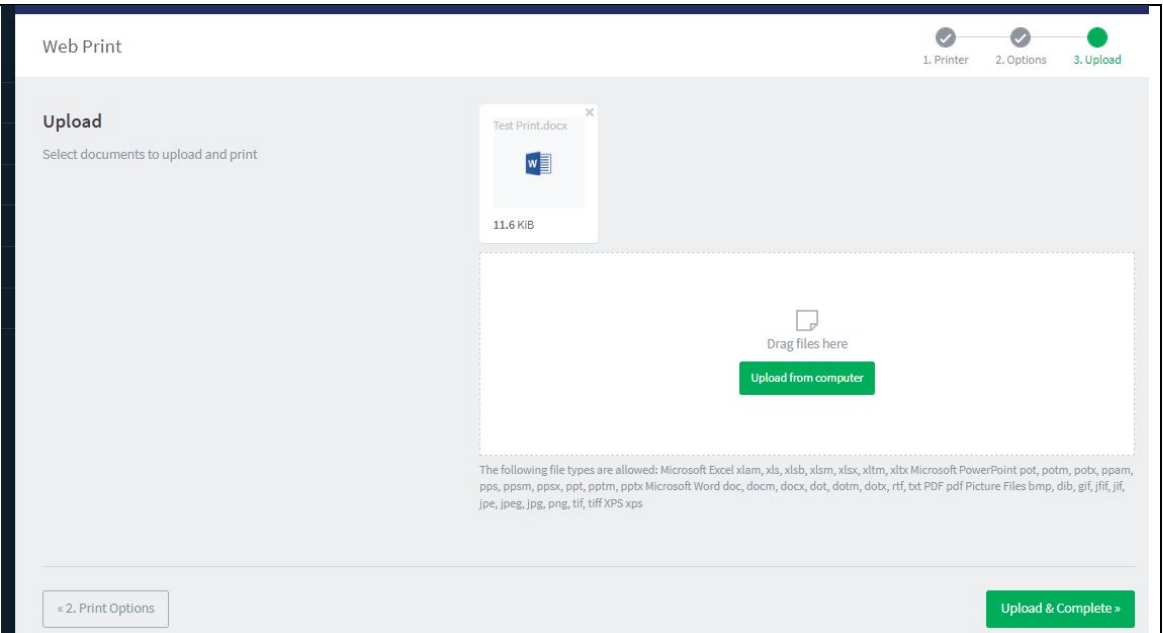 Web Print
1. Printer
2. Options
3. Upload
Upload
Select documents to upload and print
Test Print.docx
W
11.6 KiB
Drag files here
Upload from computer
The following file types are allowed: Microsoft Excel xlam, xls, xlsb, xlsm, xlsx, xltm, xltx Microsoft PowerPoint pot, potm, potx, ppam,
pps, ppsm, ppsx, ppt, pptm, pptx Microsoft Word doc, docm, docx, dot, dotm, dotx, rtf, txt PDF pdf Picture Files bmp, dib, gif, jfif, jif,
jpe, jpeg, jpg, png, tif, tiff XPS xps
« 2. Print Options
Upload & Complete »